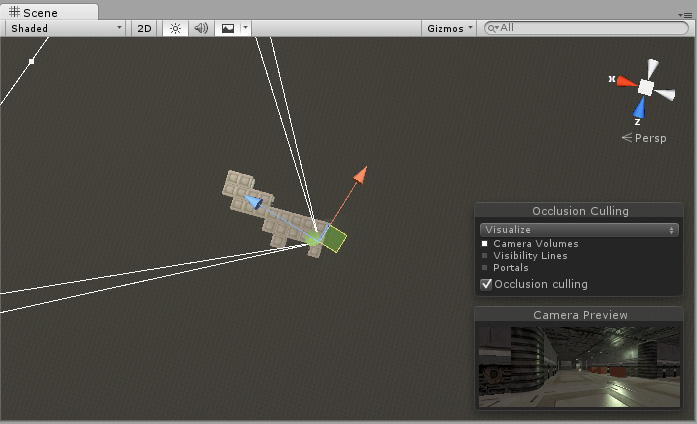 Scene
Shaded 2D Gizmos All
x
z
Persp
Occlusion Culling
Visualize
Camera Volumes
Visibility Lines
Portals
Occlusion culling
Camera Preview